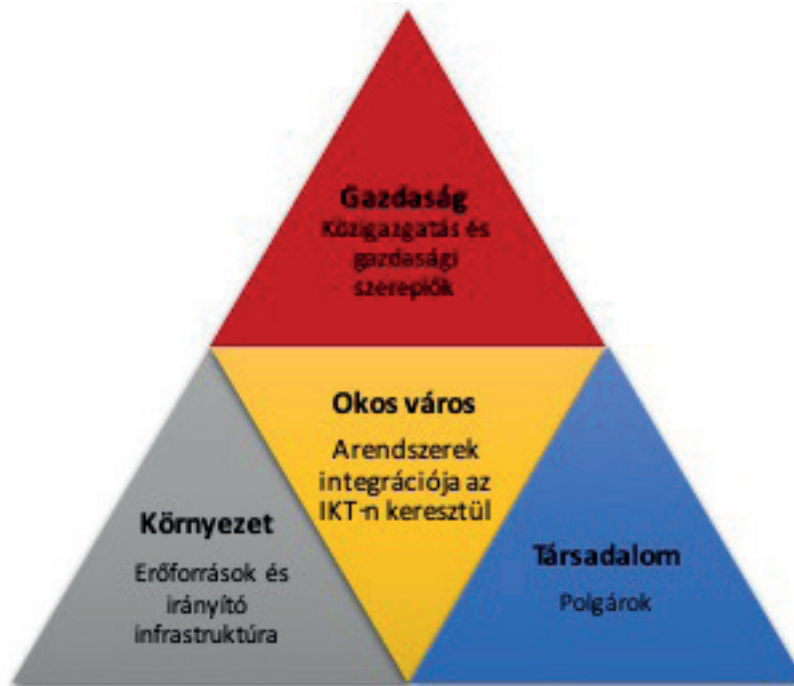 Gazdaság
Közigazgatás és
gazdasági
szereplők
Okos város
Arendszerek
integrációja az
IKT-n keresztül
Környezet
Erőforrások és
irányító
infrastruktúra
Társadalom
Polgárok